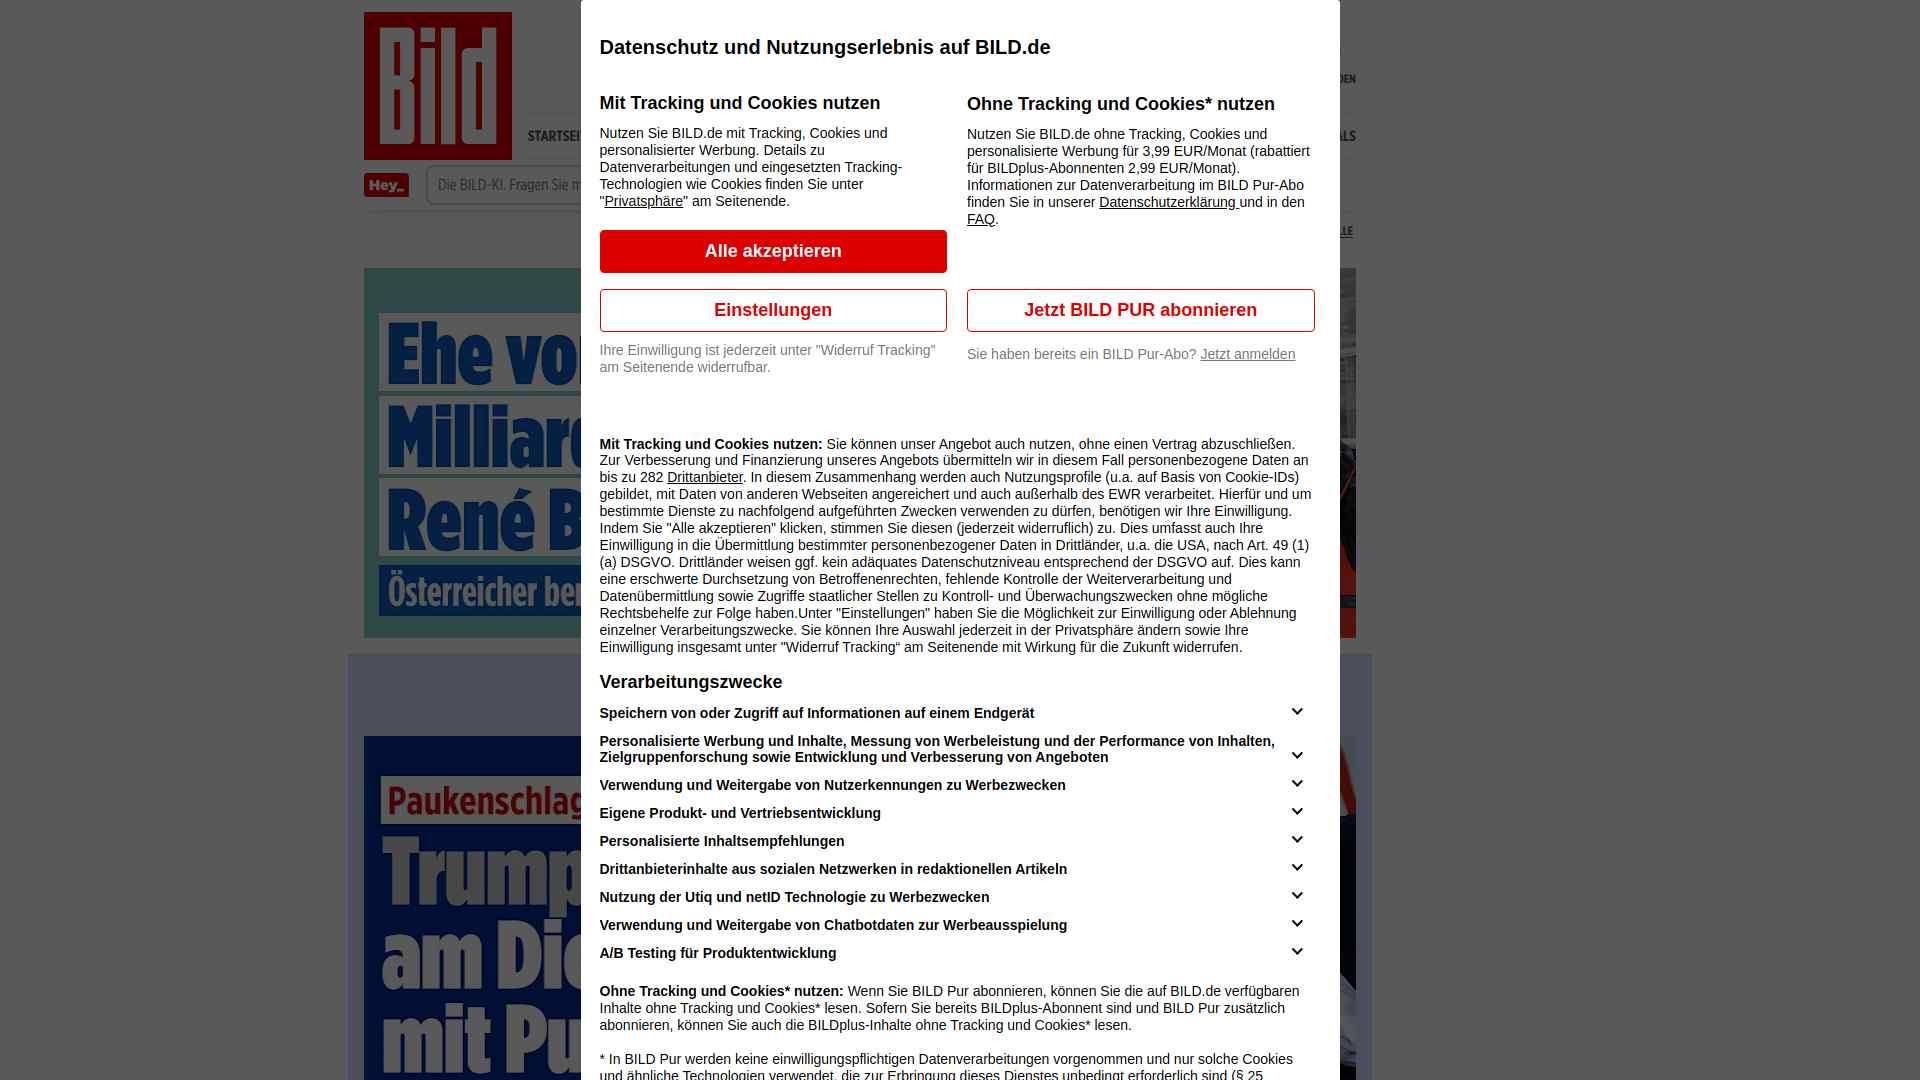 Bild
STARTSEI
Hey_
Die BILD-KI. Fragen Sie m
DEN
ALS
LLE
Ehe vo
Milliard
René B
Österreicher ber
Paukenschlag
Trump
am Die
mit Pu
Datenschutz und Nutzungserlebnis auf BILD.de
Mit Tracking und Cookies nutzen
Nutzen Sie BILD.de mit Tracking, Cookies und
personalisierter Werbung. Details zu
Datenverarbeitungen und eingesetzten Tracking-
Technologien wie Cookies finden Sie unter
"Privatsphäre" am Seitenende.
Alle akzeptieren
Einstellungen
Ihre Einwilligung ist jederzeit unter "Widerruf Tracking"
am Seitenende widerrufbar.
Ohne Tracking und Cookies* nutzen
Nutzen Sie BILD.de ohne Tracking, Cookies und
personalisierte Werbung für 3,99 EUR/Monat (rabattiert
für BILDplus-Abonnenten 2,99 EUR/Monat).
Informationen zur Datenverarbeitung im BILD Pur-Abo
finden Sie in unserer Datenschutzerklärung und in den
FAQ.
Jetzt BILD PUR abonnieren
Sie haben bereits ein BILD Pur-Abo? Jetzt anmelden
Mit Tracking und Cookies nutzen: Sie können unser Angebot auch nutzen, ohne einen Vertrag abzuschließen.
Zur Verbesserung und Finanzierung unseres Angebots übermitteln wir in diesem Fall personenbezogene Daten an
bis zu 282 Drittanbieter. In diesem Zusammenhang werden auch Nutzungsprofile (u.a. auf Basis von Cookie-IDs)
gebildet, mit Daten von anderen Webseiten angereichert und auch außerhalb des EWR verarbeitet. Hierfür und um
bestimmte Dienste zu nachfolgend aufgeführten Zwecken verwenden zu dürfen, benötigen wir Ihre Einwilligung.
Indem Sie "Alle akzeptieren" klicken, stimmen Sie diesen (jederzeit widerruflich) zu. Dies umfasst auch Ihre
Einwilligung in die Übermittlung bestimmter personenbezogener Daten in Drittländer, u.a. die USA, nach Art. 49 (1)
(a) DSGVO. Drittländer weisen ggf. kein adäquates Datenschutzniveau entsprechend der DSGVO auf. Dies kann
eine erschwerte Durchsetzung von Betroffenenrechten, fehlende Kontrolle der Weiterverarbeitung und
Datenübermittlung sowie Zugriffe staatlicher Stellen zu Kontroll- und Überwachungszwecken ohne mögliche
Rechtsbehelfe zur Folge haben.Unter "Einstellungen" haben Sie die Möglichkeit zur Einwilligung oder Ablehnung
einzelner Verarbeitungszwecke. Sie können Ihre Auswahl jederzeit in der Privatsphäre ändern sowie Ihre
Einwilligung insgesamt unter "Widerruf Tracking“ am Seitenende mit Wirkung für die Zukunft widerrufen.
Verarbeitungszwecke
Speichern von oder Zugriff auf Informationen auf einem Endgerät
Personalisierte Werbung und Inhalte, Messung von Werbeleistung und der Performance von Inhalten,
Zielgruppenforschung sowie Entwicklung und Verbesserung von Angeboten
Verwendung und Weitergabe von Nutzerkennungen zu Werbezwecken
Eigene Produkt- und Vertriebsentwicklung
Personalisierte Inhaltsempfehlungen
Drittanbieterinhalte aus sozialen Netzwerken in redaktionellen Artikeln
Nutzung der Utiq und netID Technologie zu Werbezwecken
Verwendung und Weitergabe von Chatbotdaten zur Werbeausspielung
A/B Testing für Produktentwicklung
Ohne Tracking und Cookies* nutzen: Wenn Sie BILD Pur abonnieren, können Sie die auf BILD.de verfügbaren
Inhalte ohne Tracking und Cookies* lesen. Sofern Sie bereits BILDplus-Abonnent sind und BILD Pur zusätzlich
abonnieren, können Sie auch die BILDplus-Inhalte ohne Tracking und Cookies* lesen.
* In BILD Pur werden keine einwilligungspflichtigen Datenverarbeitungen vorgenommen und nur solche Cookies
und ähnliche Technologien verwendet, die zur Erbringung dieses Dienstes unbedingt erforderlich sind (§ 25